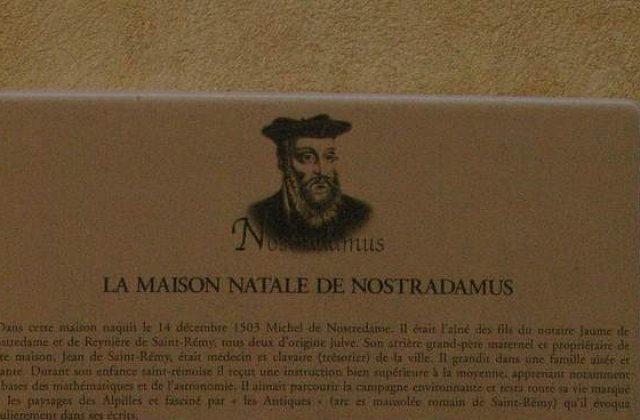 Nostradamus
LA MAISON NATALE DE NOSTRADAMUS
Dans cette maison naquit le 14 décembre 1503 Michel de Nostredame. Il était l'aîné des fils du notaire Jaume de
stredame et de Reynière de Saint-Rémy, tous deux d'origine juive. Son arrière grand-père maternel et propriétaire de
te maison, Jean de Saint-Rémy, était médecin et clavaire (trésorier) de la ville. Il grandit dans une famille aisée et
ante. Durant son enfance saint-rémoise il reçut une instruction bien supérieure à la moyenne, apprenant notamment
bases des mathématiques et de l'astronomie. Il aimait parcourir la campagne environnante et resta toute sa vie marqué
les paysages des Alpilles et fasciné par « les Antiques » (arc et mausolée romain de Saint-Rémy) qu'il évoqua
ulièrement dans ses écrits.